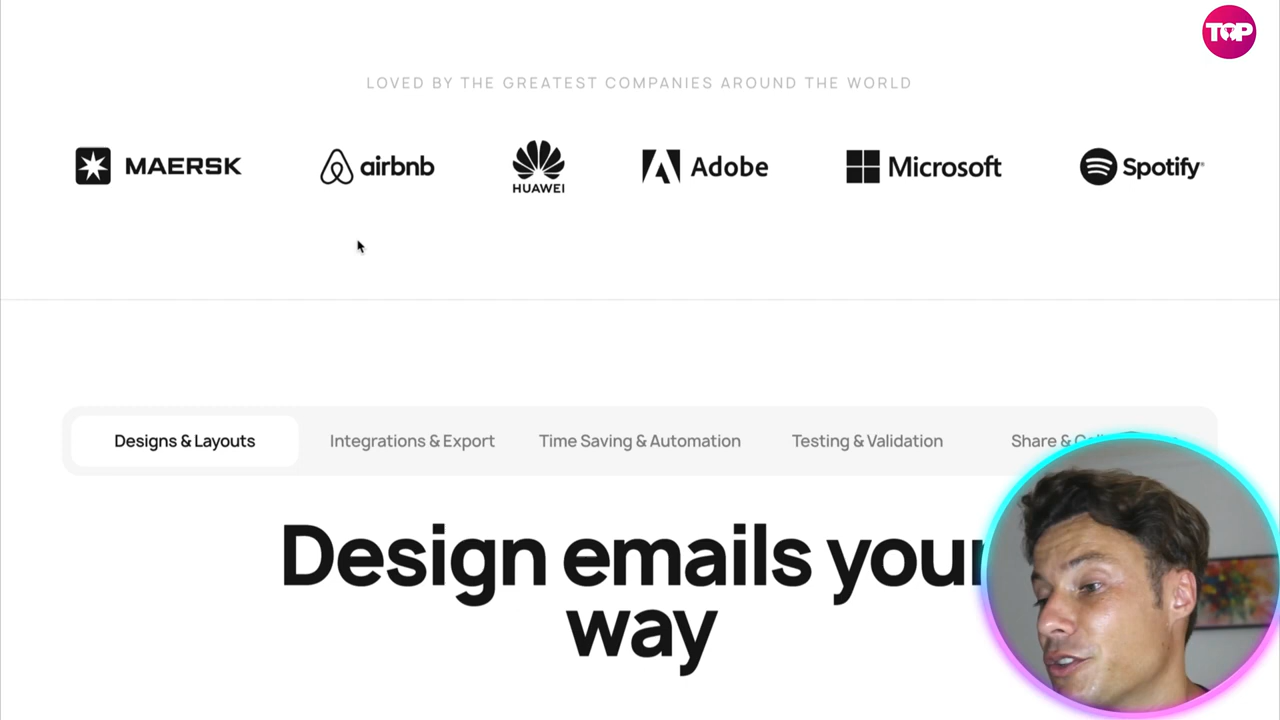 TOP
LOVED BY THE GREATEST COMPANIES AROUND THE WORLD
MAERSK
airbnb
HUAWEI
Adobe
Microsoft
Spotify
Designs & Layouts
Integrations & Export
Time Saving & Automation
Testing & Validation
Share &
Design emails your
way